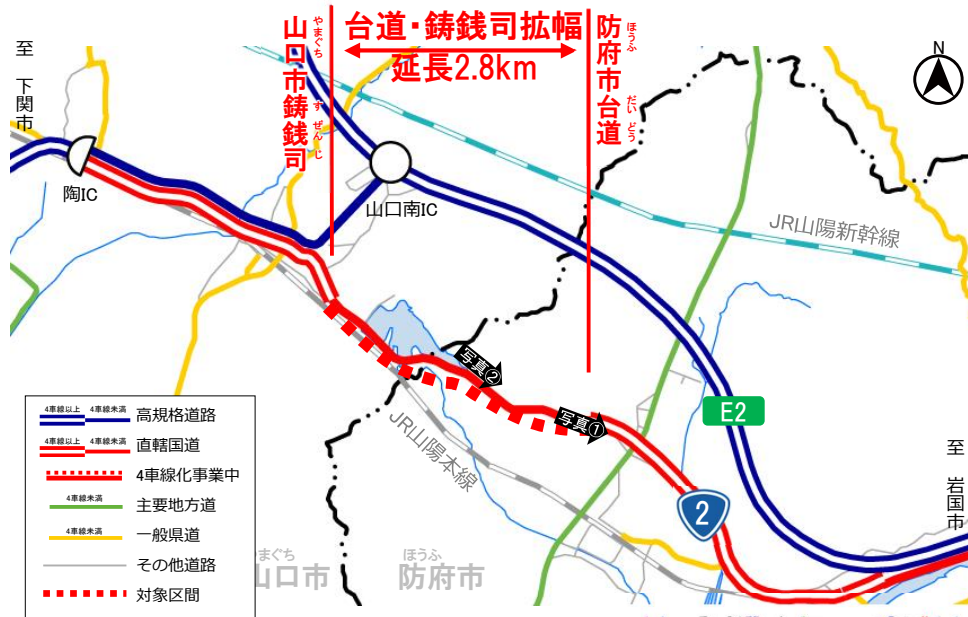 台道・鋳銭司拡幅
延長2.8km
やまぐち すぜんじ
山口市鋳銭司
ほうふ だいどう
防府市台道
至 下関市
N
陶IC
山口南IC
JR山陽新幹線
写真②
写真①
E2
JR山陽本線
2
至 岩国市
4車線以上 4車線未満 高規格道路
4車線以上 4車線未満 直轄国道
4車線化事業中
4車線未満 主要地方道
4車線未満 一般県道
その他道路
対象区間
まぐち
山口市
ほうふ
防府市